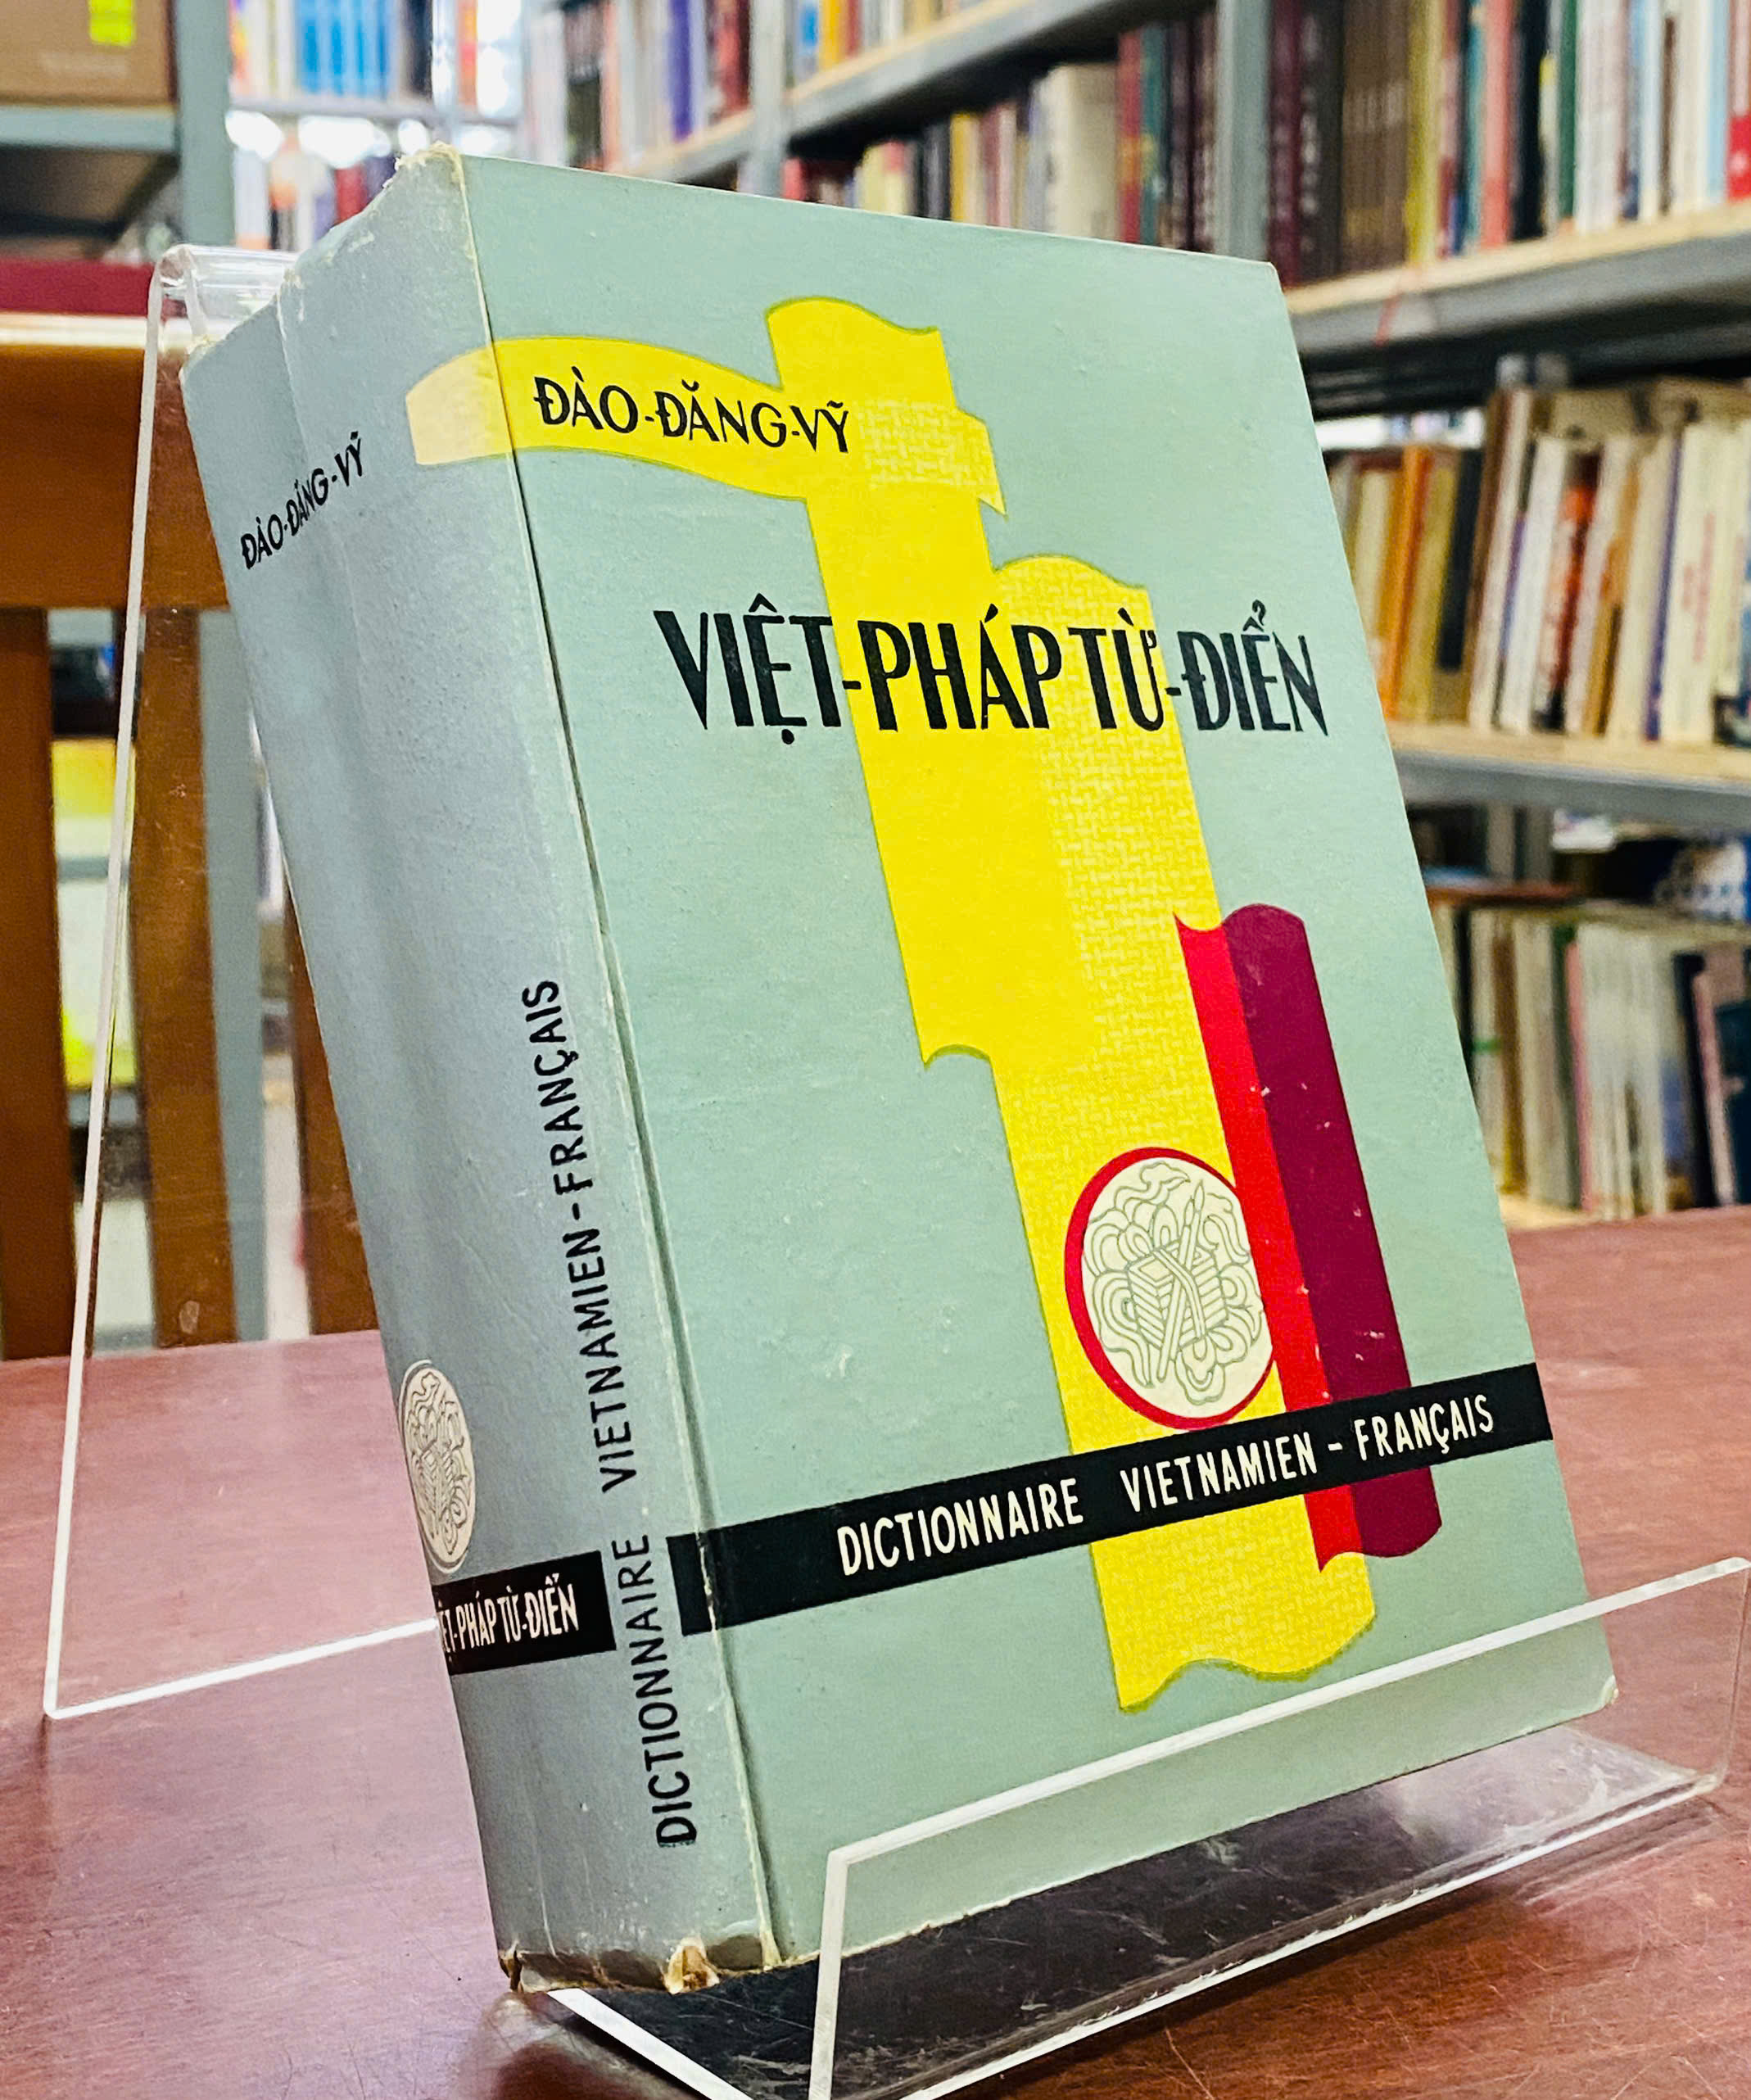 ĐÀO-ĐĂNG-VỸ
VIỆT-PHÁP TỪ-ĐIỂN
DICTIONNAIRE VIETNAMIEN - FRANÇAIS
ĐÀO-ĐĂNG-VỸ
DICTIONNAIRE VIETNAMIEN-FRANÇAIS
ỆT-PHÁP TỪ-ĐIỂN